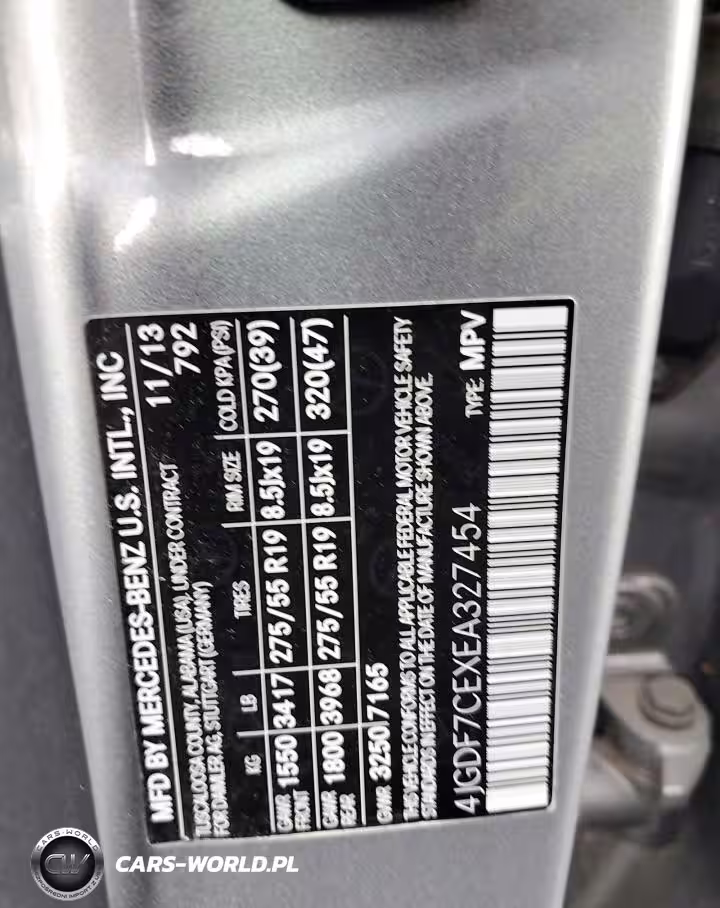 MFD BY MERCEDES-BENZ U.S. INTL., INC
TUSCALOOSA COUNTY, ALABAMA (USA), UNDER CONTRACT 11/13
FOR DAIMLER AG, STUTTGART (GERMANY) 792
KG LB TIRES RIM SIZE COLD KPA(PSI)
GAWR FRONT 1550 3417 275/55 R19 8.5Jx19 270(39)
GAWR REAR 1800 3968 275/55 R19 8.5Jx19 320(47)
GVWR 3250 7165
THIS VEHICLE CONFORMS TO ALL APPLICABLE FEDERAL MOTOR VEHICLE SAFETY
STANDARDS IN EFFECT ON THE DATE OF MANUFACTURE SHOWN ABOVE.
4JGDF7CEXEA327454 TYPE: MPV
CARS-WORLD
CW
CARS-WORLD.PL